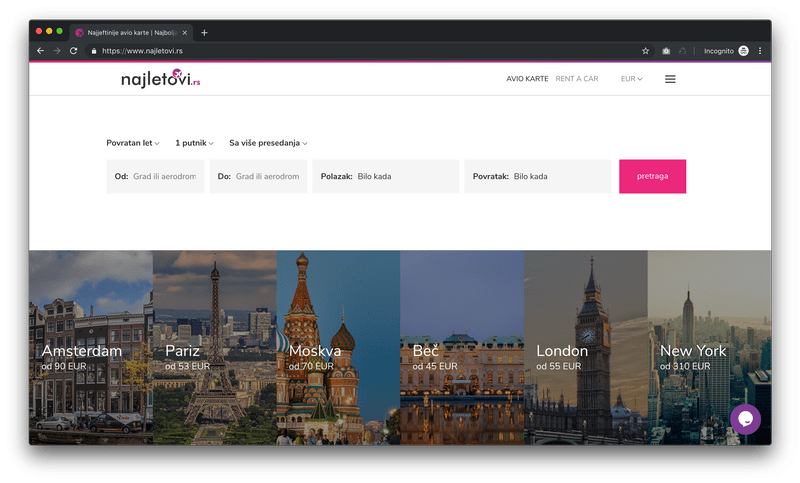 Najjeftinije avio karte | Najbolj
https://www.najletovi.rs
Incognito
najletovi.rs
AVIO KARTE RENT A CAR EUR
Povratan let 1 putnik Sa više presedanja
Od: Grad ili aerodrom Do: Grad ili aerodrom Polazak: Bilo kada Povratak: Bilo kada pretraga
Amsterdam
od 90 EUR
Pariz
od 53 EUR
Moskva
od 70 EUR
Beč
od 45 EUR
London
od 55 EUR
New York
od 310 EUR